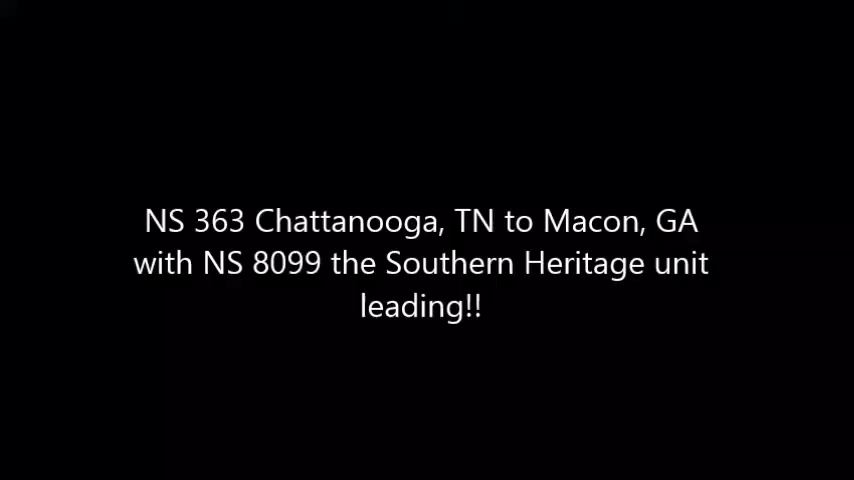 NS 363 Chattanooga, TN to Macon, GA
with NS 8099 the Southern Heritage unit
leading!!